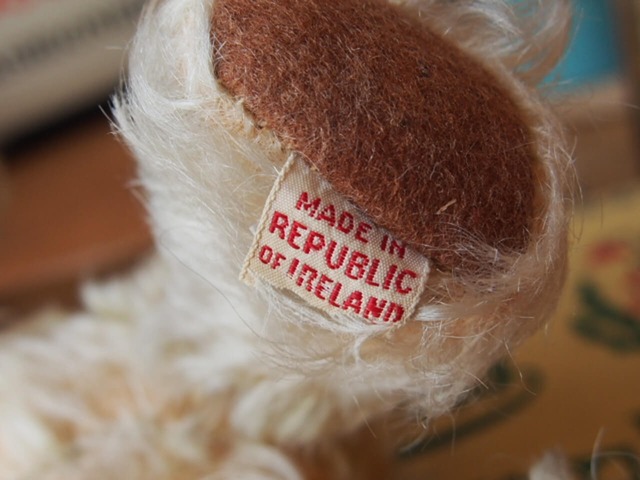 MADE IN
REPUBLIC
OF IRELAND